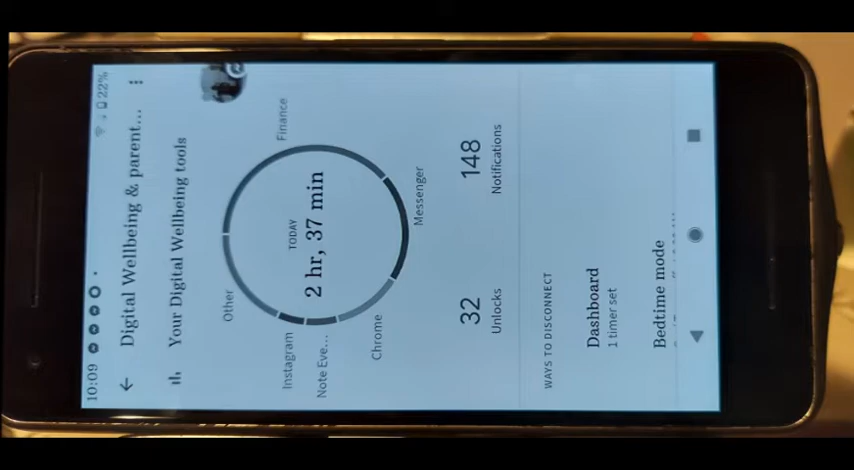 10:09
22%
Digital Wellbeing & parent...
Your Digital Wellbeing tools
Finance
Other
TODAY
2 hr, 37 min
Messenger
Instagram
Note Eve...
Chrome
32
Unlocks
148
Notifications
WAYS TO DISCONNECT
Dashboard
1 timer set
Bedtime mode